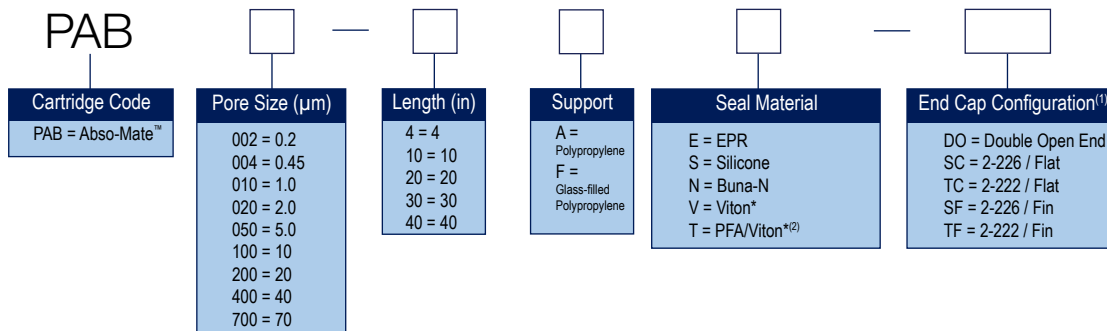 PAB
Cartridge Code
PAB = Abso-Mate™
Pore Size (µm)
002 = 0.2
004 = 0.45
010 = 1.0
020 = 2.0
050 = 5.0
100 = 10
200 = 20
400 = 40
700 = 70
Length (in)
4 = 4
10 = 10
20 = 20
30 = 30
40 = 40
Support
A =
Polypropylene
F =
Glass-filled
Polypropylene
Seal Material
E = EPR
S = Silicone
N = Buna-N
V = Viton*
T = PFA/Viton*(2)
End Cap Configuration(1)
DO = Double Open End
SC = 2-226 / Flat
TC = 2-222 / Flat
SF = 2-226 / Fin
TF = 2-222 / Fin